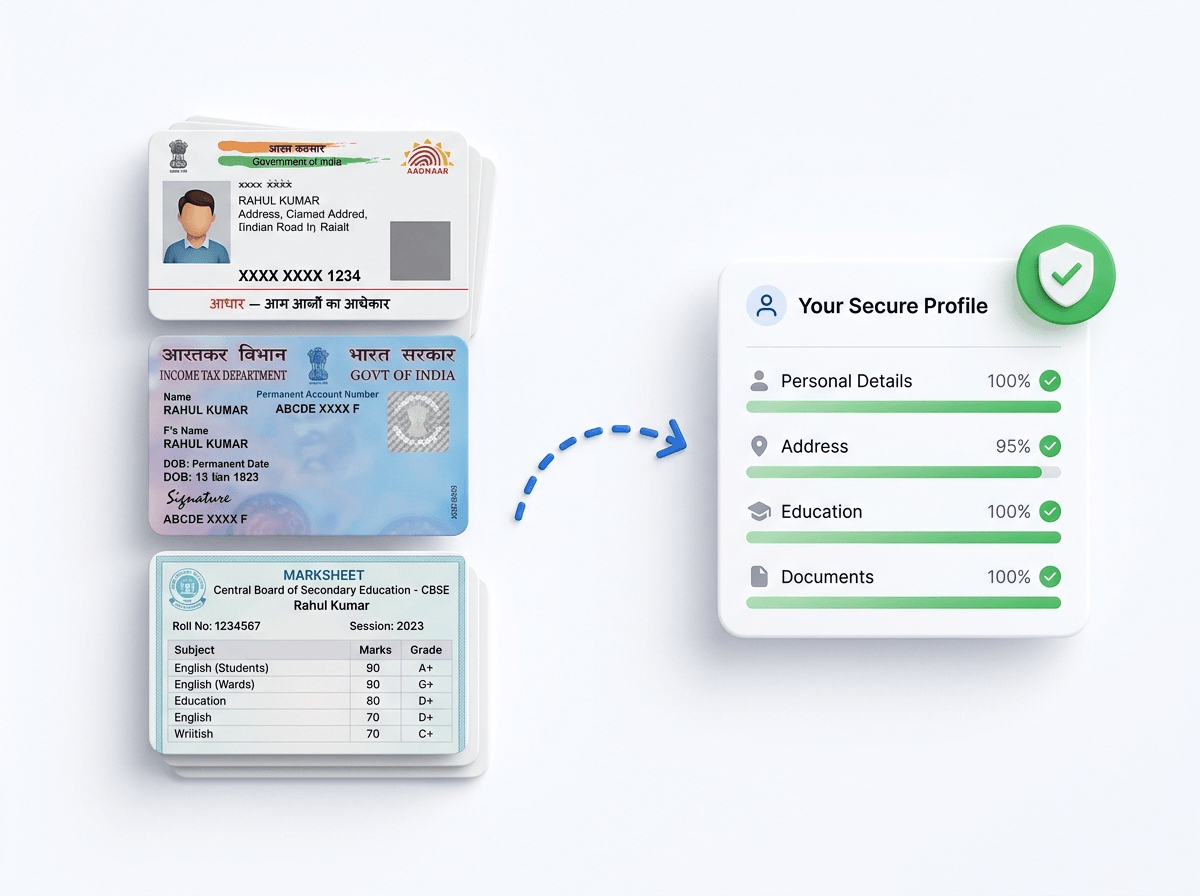 Government of India
AADNAAR
xxxx xxxx
RAHUL KUMAR
Address, Ciamad Addred,
Indian Road In Raialt
XXXX XXXX 1234
आधार — आम आर्जी का आधेकार
आरतकर विभान
भारत सरकार
INCOME TAX DEPARTMENT
GOVT OF INDIA
Permanent Account Number
ABCDE XXXX F
Name
RAHUL KUMAR
F's Name
RAHUL KUMAR
DOB: Permanent Date
DOB: 13 lian 1823
Signature
ABCDE XXXX F
MARKSHEET
Central Board of Secondary Education - CBSE
Rahul Kumar
Roll No: 1234567 Session: 2023
Subject Marks Grade
English (Students) 90 A+
English (Wards) 90 G+
Education 80 D+
English 70 D+
Wriitish 70 C+
Your Secure Profile
Personal Details 100%
Address 95%
Education 100%
Documents 100%